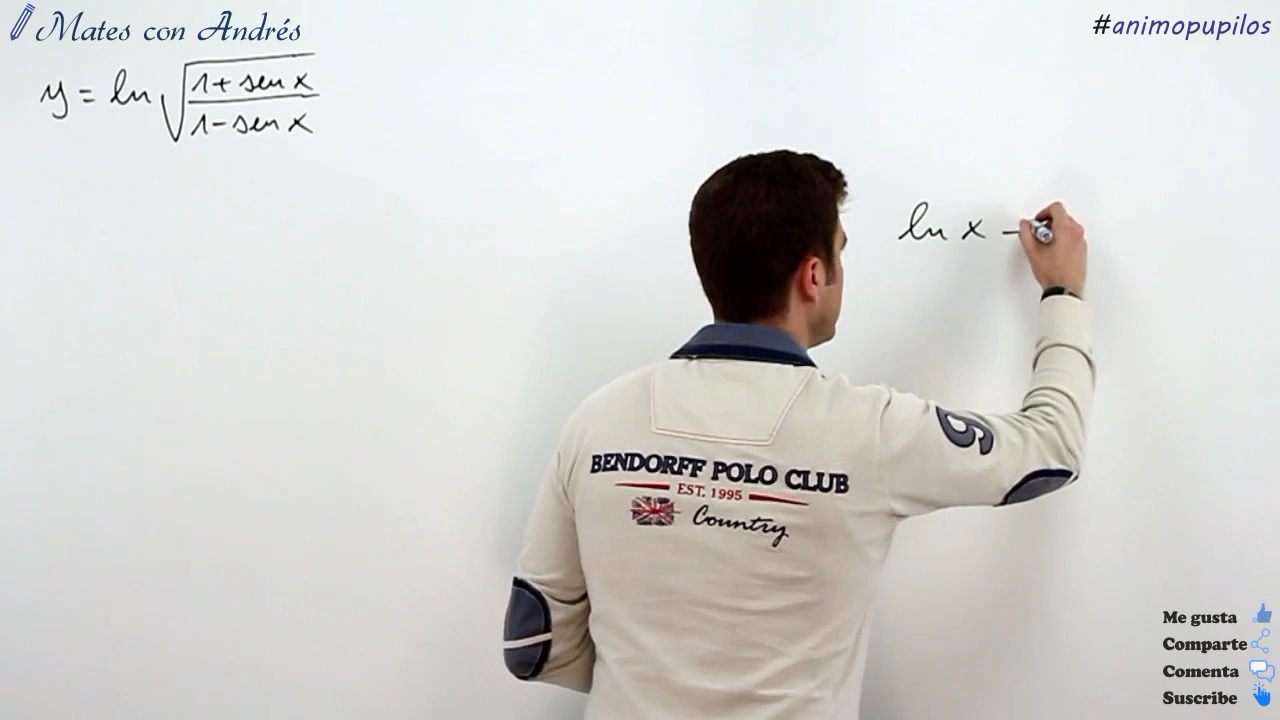 Mates con Andrés
#animopupilos
y = ln √((1 + sen x)/(1 - sen x))
ln x -
9
BENDORFF POLO CLUB
EST. 1995
Country
Me gusta
Comparte
Comenta
Suscribe